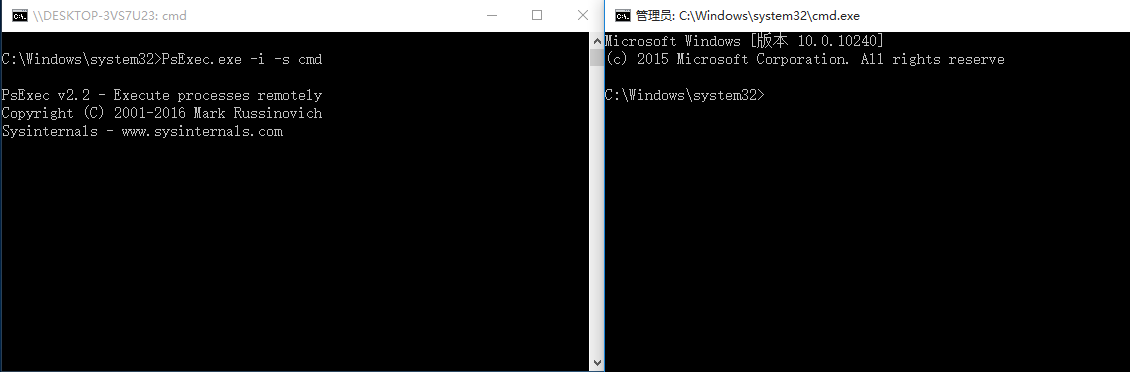 \\DESKTOP-3VS7U23: cmd
C:\Windows\system32>PsExec.exe -i -s cmd
PsExec v2.2 - Execute processes remotely
Copyright (C) 2001-2016 Mark Russinovich
Sysinternals - www.sysinternals.com
管理员: C:\Windows\system32\cmd.exe
Microsoft Windows [版本 10.0.10240]
(c) 2015 Microsoft Corporation. All rights reserve
C:\Windows\system32>